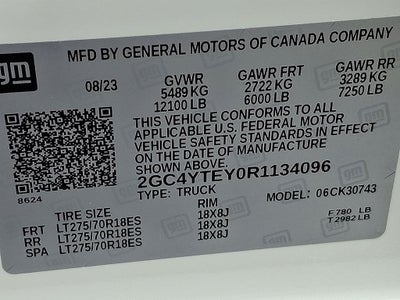 gm
MFD BY GENERAL MOTORS OF CANADA COMPANY
08/23 GVWR GAWR FRT GAWR RR
5489 KG 2722 KG 3289 KG
12100 LB 6000 LB 7250 LB
THIS VEHICLE CONFORMS TO ALL
APPLICABLE U.S. FEDERAL MOTOR
VEHICLE SAFETY STANDARDS IN EFFECT
ON THE DATE OF MANUFACTURE
SHOWN ABOVE.
2GC4YTEY0R1134096
8624
TYPE: TRUCK MODEL: 06CK30743
TIRE SIZE RIM
FRT LT275/70R18ES 18X8J F 780 LB
RR LT275/70R18ES 18X8J T 2982 LB
SPA LT275/70R18ES 18X8J